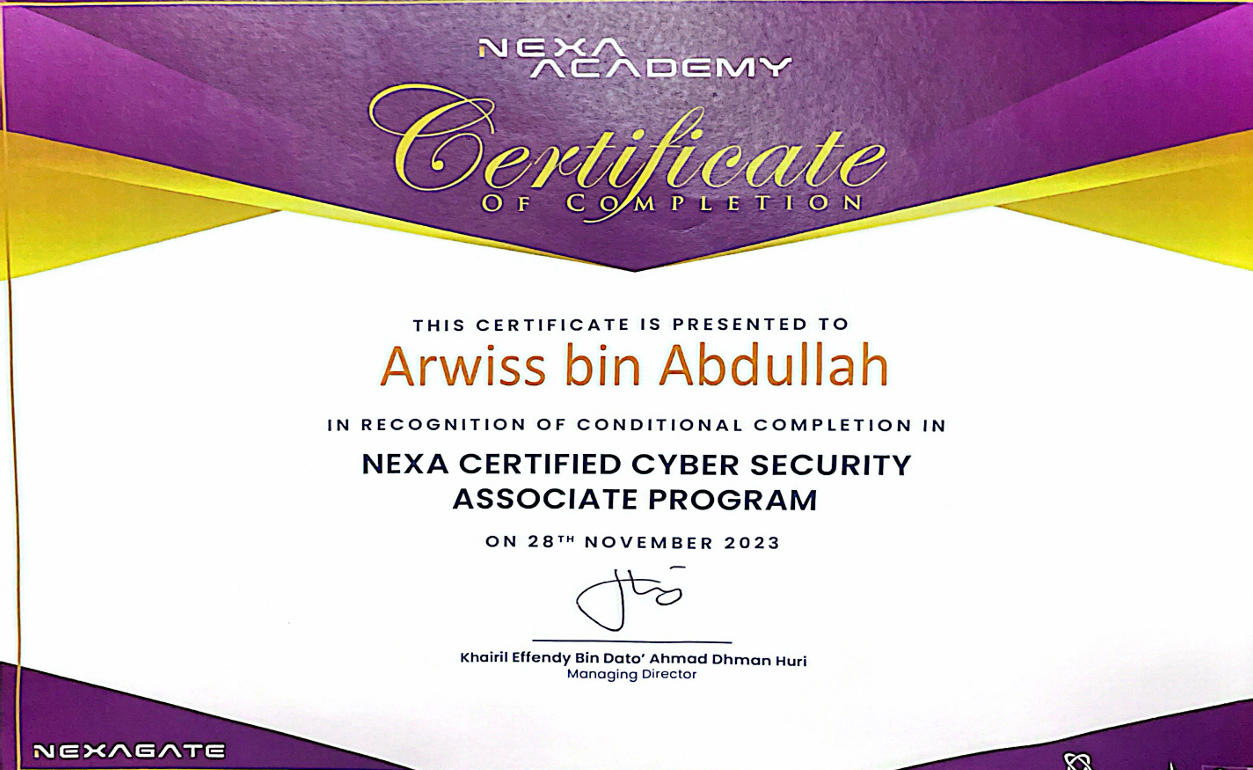 NEXA
ACADEMY
Certificate
OF COMPLETION
THIS CERTIFICATE IS PRESENTED TO
Arwiss bin Abdullah
IN RECOGNITION OF CONDITIONAL COMPLETION IN
NEXA CERTIFIED CYBER SECURITY
ASSOCIATE PROGRAM
ON 28TH NOVEMBER 2023
Khairil Effendy Bin Dato' Ahmad Dhman Huri
Managing Director
NEXAGATE